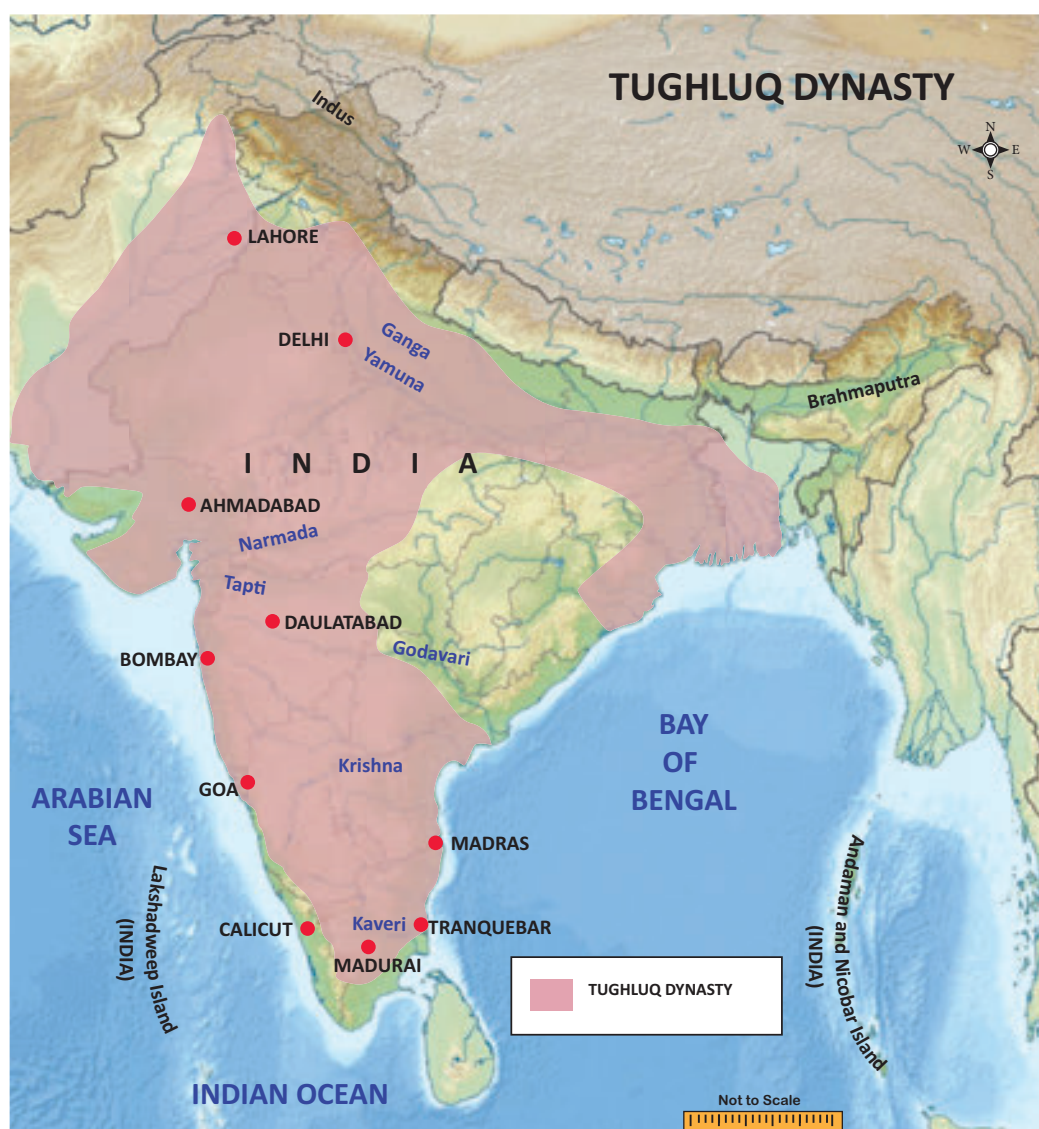 TUGHLUQ DYNASTY
Indus
N
W E
S
LAHORE
DELHI
Ganga
Yamuna
Brahmaputra
I N D I A
AHMADABAD
Narmada
Tapti
DAULATABAD
Godavari
BOMBAY
BAY
OF
BENGAL
Krishna
GOA
ARABIAN
SEA
MADRAS
Lakshadweep Island
(INDIA)
Andaman and Nicobar Island
(INDIA)
CALICUT
Kaveri
TRANQUEBAR
MADURAI
TUGHLUQ DYNASTY
INDIAN OCEAN
Not to Scale